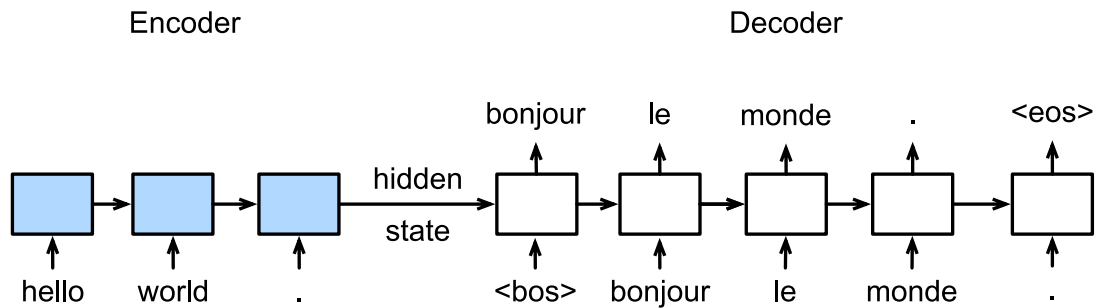 Encoder Decoder
bonjour le monde . <eos>
hidden
state
hello world . <bos> bonjour le monde .